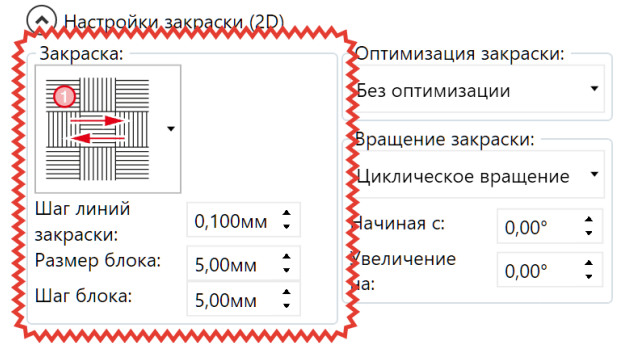 Настройки закраски (2D)
Закраска:
1
Шаг линий
закраски:
0,100мм
Размер блока:
5,00мм
Шаг блока:
5,00мм
Оптимизация закраски:
Без оптимизации
Вращение закраски:
Циклическое вращение
Начиная с:
0,00°
Увеличение
на:
0,00°